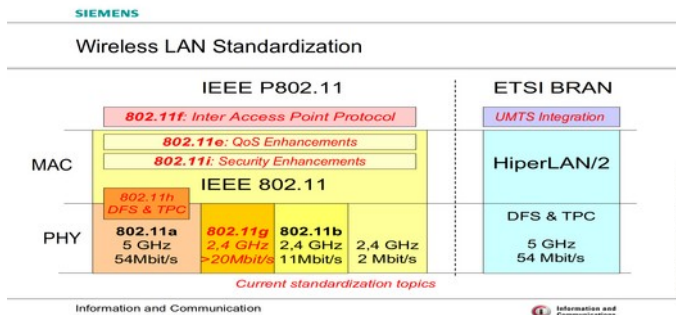 SIEMENS
Wireless LAN Standardization
IEEE P802.11
ETSI BRAN
802.11f: Inter Access Point Protocol
UMTS Integration
802.11e: QoS Enhancements
802.11i: Security Enhancements
MAC
IEEE 802.11
HiperLAN/2
802.11h
DFS & TPC
PHY
802.11a
5 GHz
54Mbit/s
802.11g
2,4 GHz
>20Mbit/s
802.11b
2,4 GHz
11Mbit/s
2,4 GHz
2 Mbit/s
DFS & TPC
5 GHz
54 Mbit/s
Current standardization topics
Information and Communication
Information and
Communications